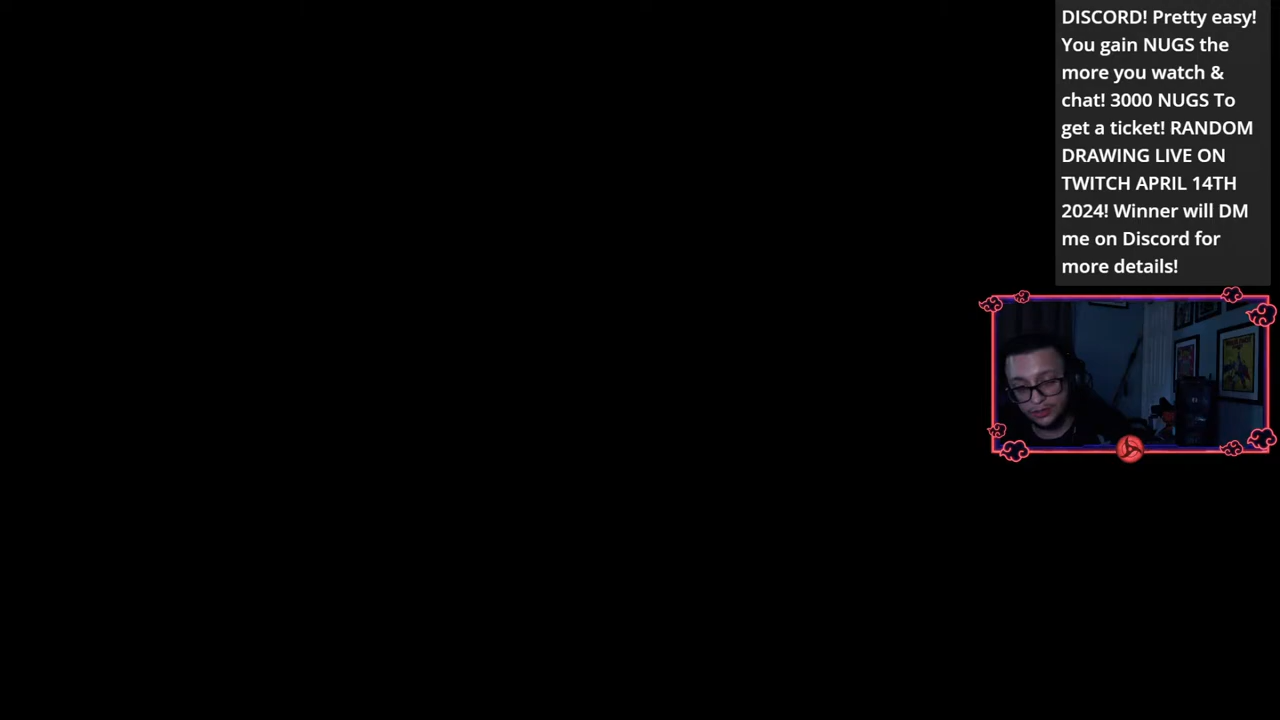 DISCORD! Pretty easy!
You gain NUGS the
more you watch &
chat! 3000 NUGS To
get a ticket! RANDOM
DRAWING LIVE ON
TWITCH APRIL 14TH
2024! Winner will DM
me on Discord for
more details!